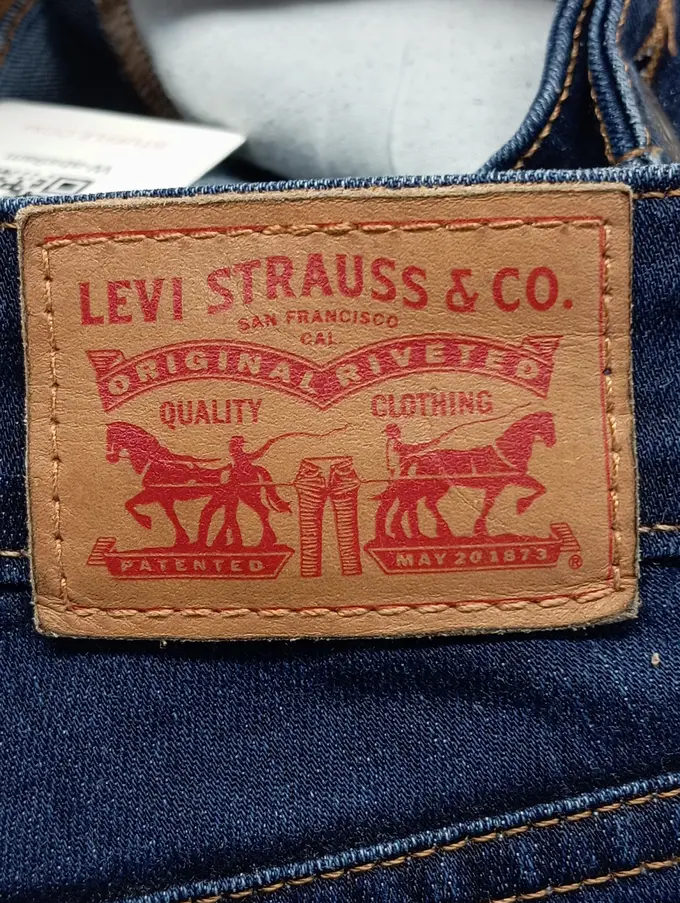 LEVI STRAUSS & CO.
SAN FRANCISCO
CAL
ORIGINAL RIVETED
QUALITY CLOTHING
PATENTED MAY 20 1873 ®